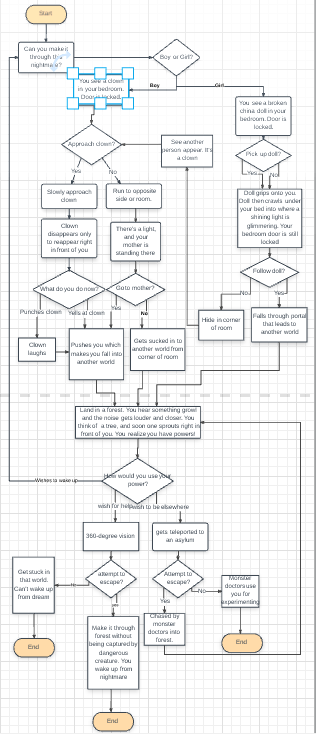 Start
Can you make it
through this
nightmare?
Boy or Girl?
You see a clown
in your bedroom.
Door is locked.
Boy
Girl
You see a broken
china doll in your
bedroom. Door is
locked.
Approach clown?
See another
person appear. It's
a clown
Pick up doll?
Yes
No
Yes
No
Slowly approach
clown
Run to opposite
side or room.
Doll grips onto you.
Doll then crawls under
your bed into where a
shining light is
glimmering. Your
bedroom door is still
locked
Clown
disappears only
to reappear right
in front of you
There's a light,
and your
mother is
standing there
Follow doll?
What do you do now?
Go to mother?
No
Yes
Punches clown
Yells at clown
Yes
No
Hide in corner
of room
Falls through portal
that leads to
another world
Clown
laughs
Pushes you which
makes you fall into
another world
Gets sucked in to
another world from
corner of room
Land in a forest. You hear something growl
and the noise gets louder and closer. You
think of a tree, and soon one sprouts right in
front of you. You realize you have powers!
Wishes to wake up
How would you use your
power?
wish for help
wish to be elsewhere
360-degree vision
gets teleported to
an asylum
Get stuck in
that world.
Can't wake up
from dream
No
attempt to
escape?
Attempt to
escape?
No
Monster
doctors use
you for
experimenting
yes
Yes
Make it through
forest without
being captured by
dangerous
creature. You
wake up from
nightmare
Chased by
monster
doctors into
forest.
End
End
End